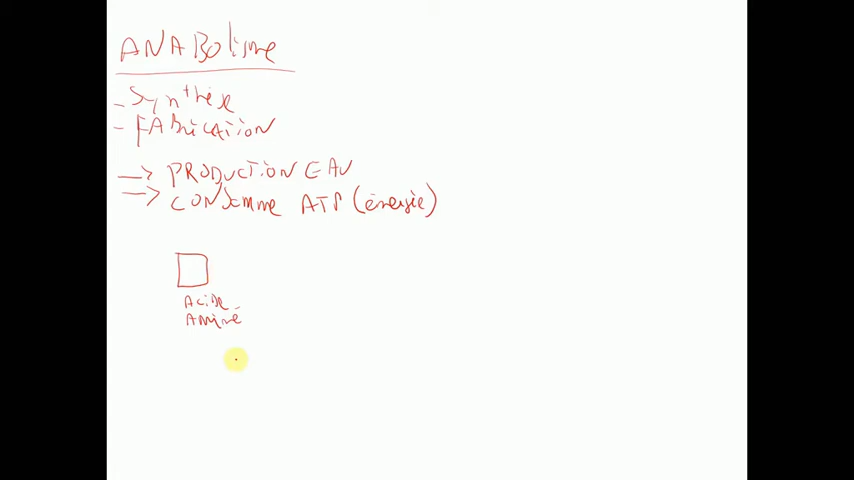 ANABolisme
- Synthèse
- FABricATiON
⇒ PRODUCTiON EAU
⇒ CONSomme ATP (énergie)
Acide
Aminé